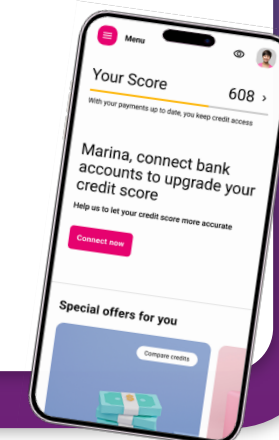 Menu
Your Score
608
With your payments up to date, you keep credit access
Marina, connect bank
accounts to upgrade your
credit score
Help us to let your credit score more accurate
Connect now
Special offers for you
Compare credits